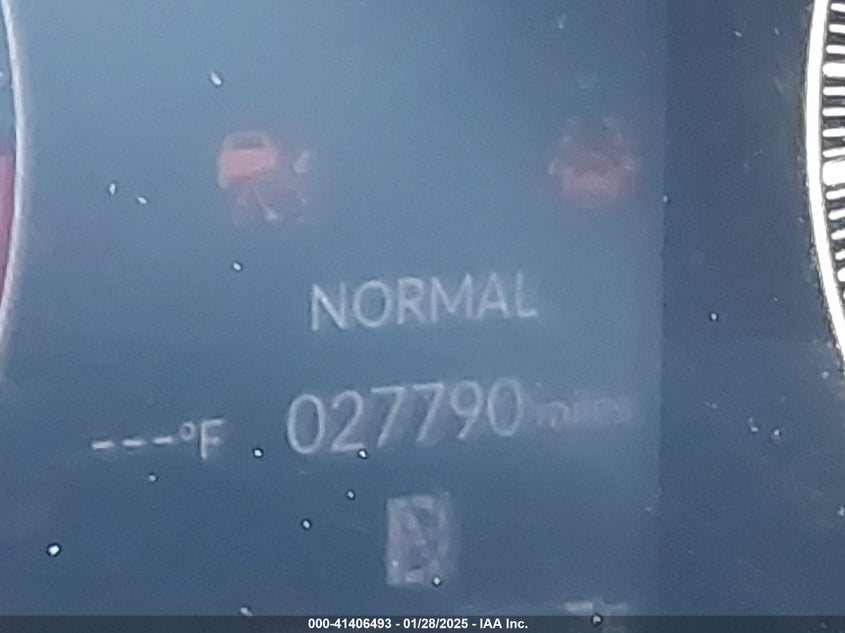 NORMAL
---°F 027790 miles
000-41406493 - 01/28/2025 - IAA Inc.